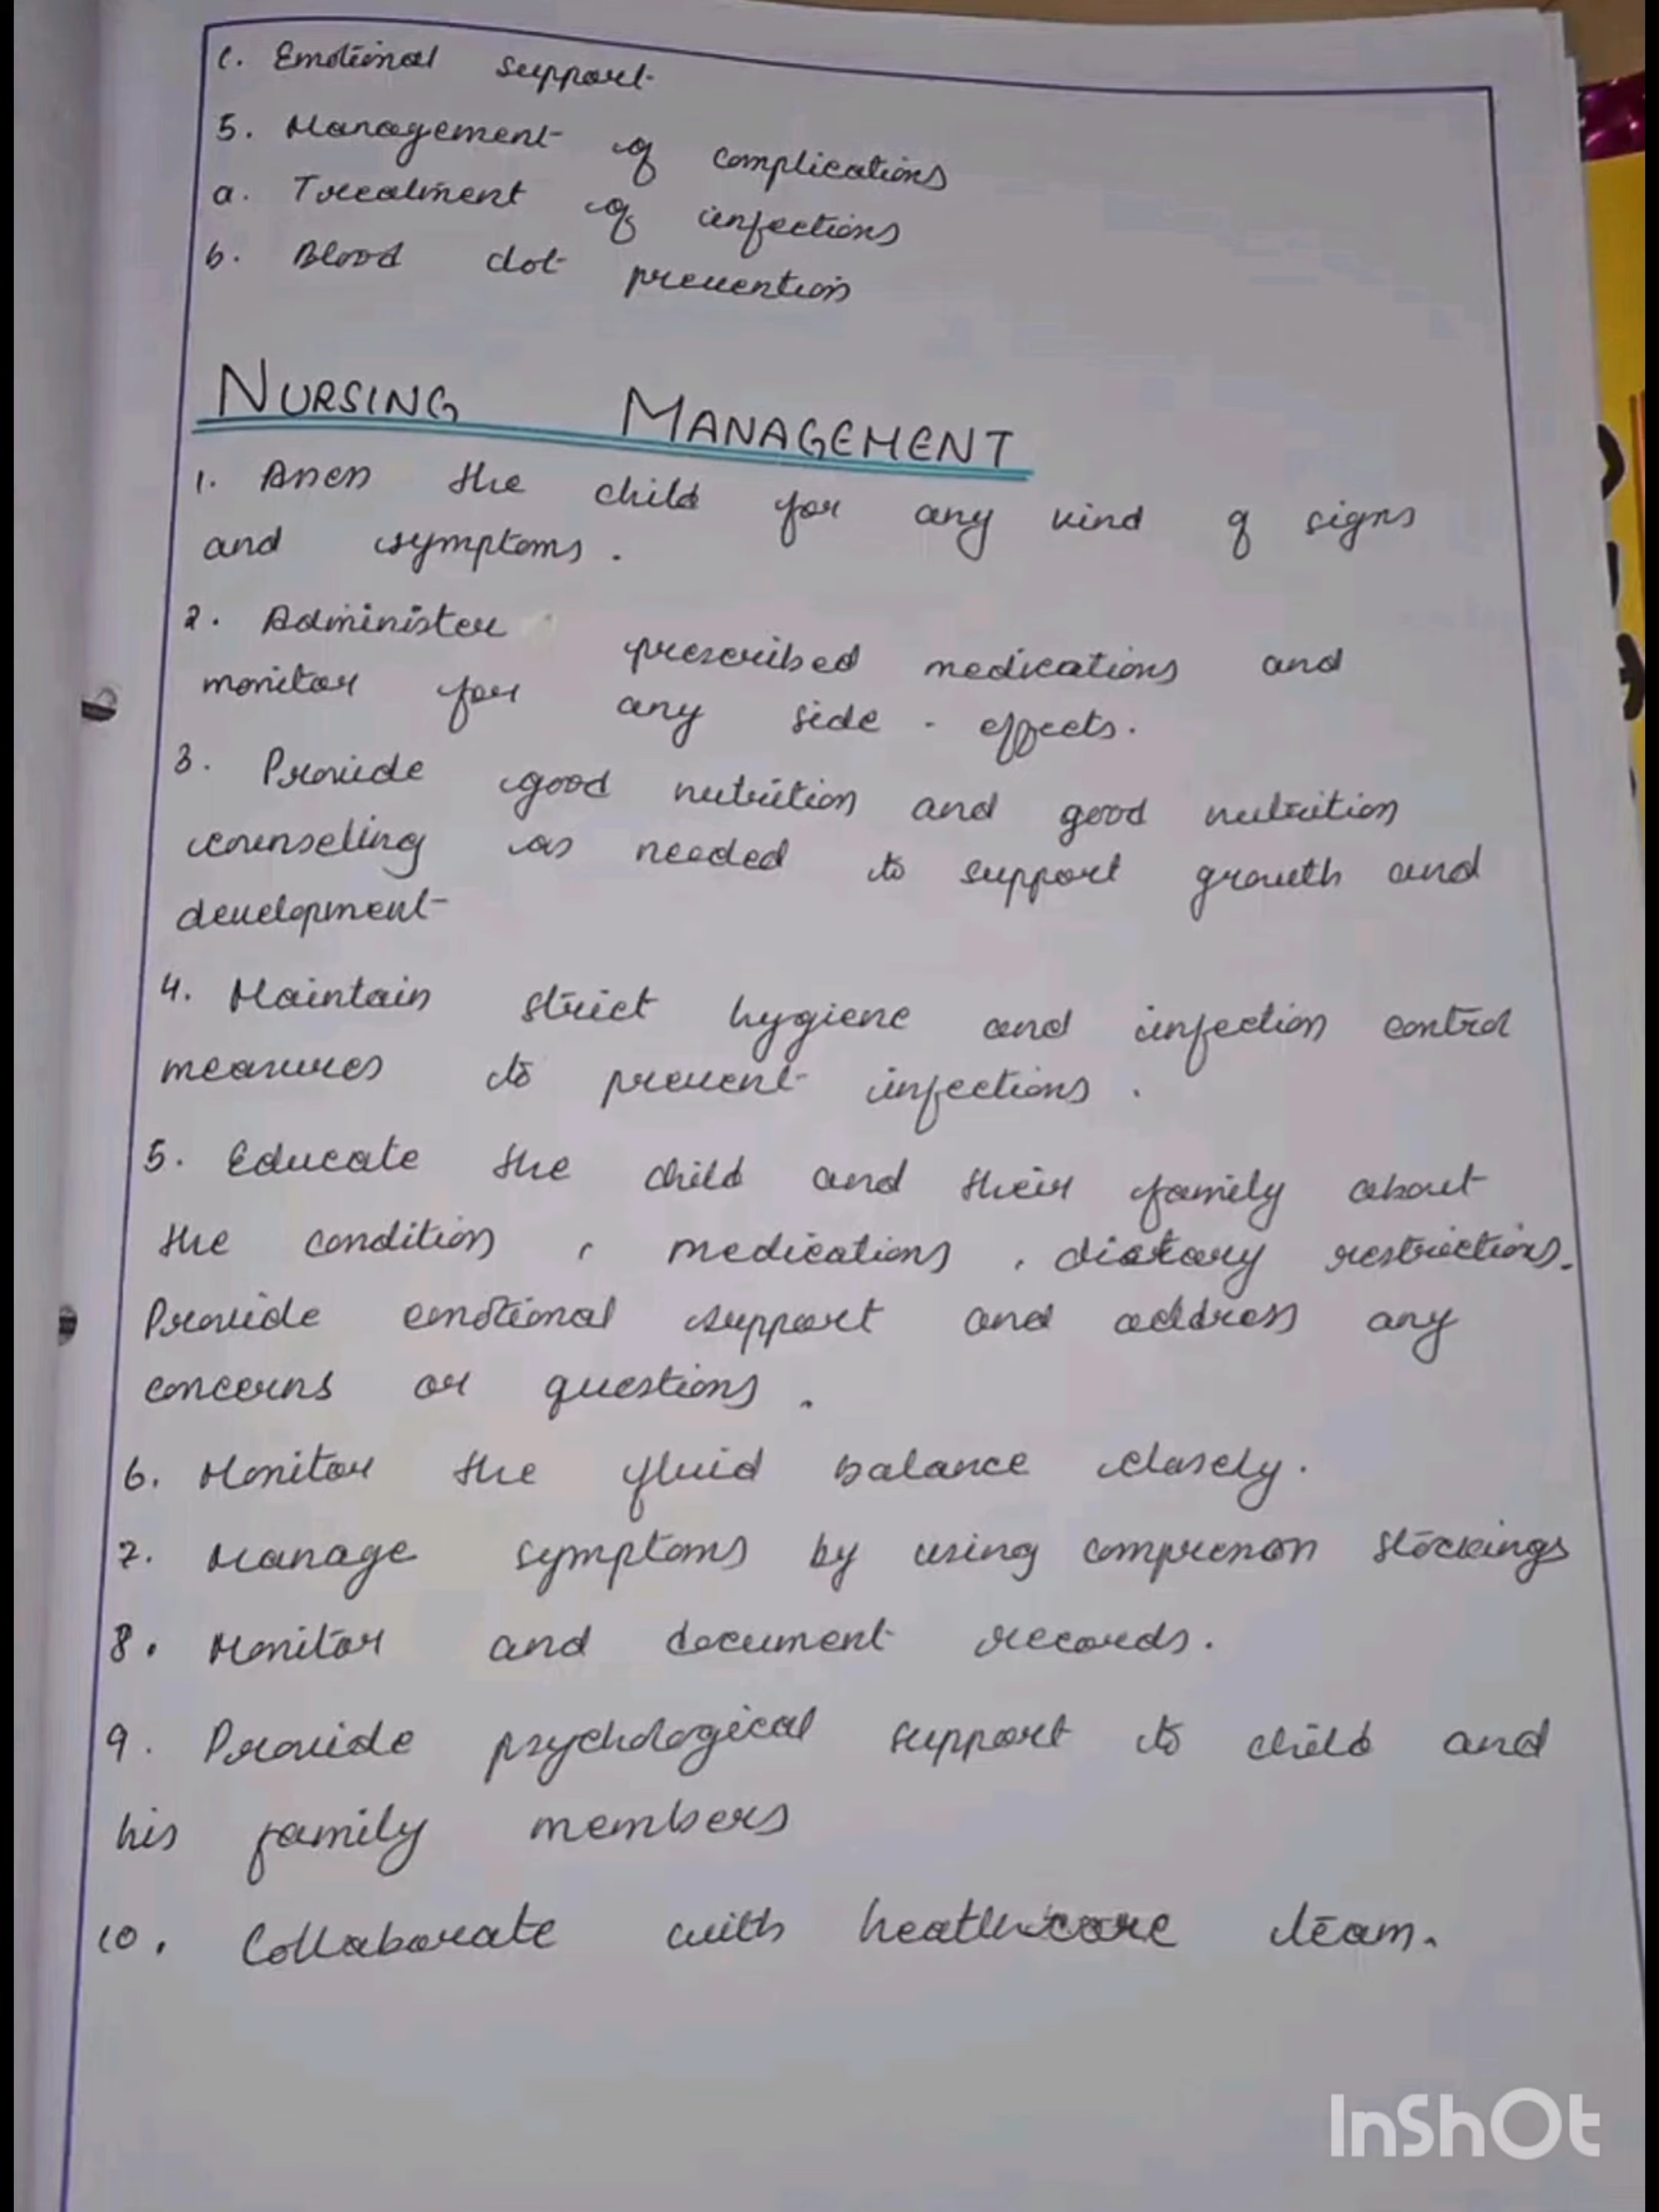 c. Emotional support
5. Management of complications
a. Treatment of infections
b. Blood clot prevention
NURSING MANAGEMENT
1. Assess the child for any kind of signs
and symptoms.
2. Administer prescribed medications and
monitor for any side-effects.
3. Provide good nutrition and good nutrition
counseling as needed to support growth and
development
4. Maintain strict hygiene and infection control
measures to prevent infections.
5. Educate the child and their family about
the condition, medications, diatary restrictions.
Provide emotional support and address any
concerns or questions.
6. Monitor the fluid balance closely.
7. Manage symptoms by using compression stockings
8. Monitor and document records.
9. Provide psychological support to child and
his family members
10. Collaborate with heathcare team.
InShOt